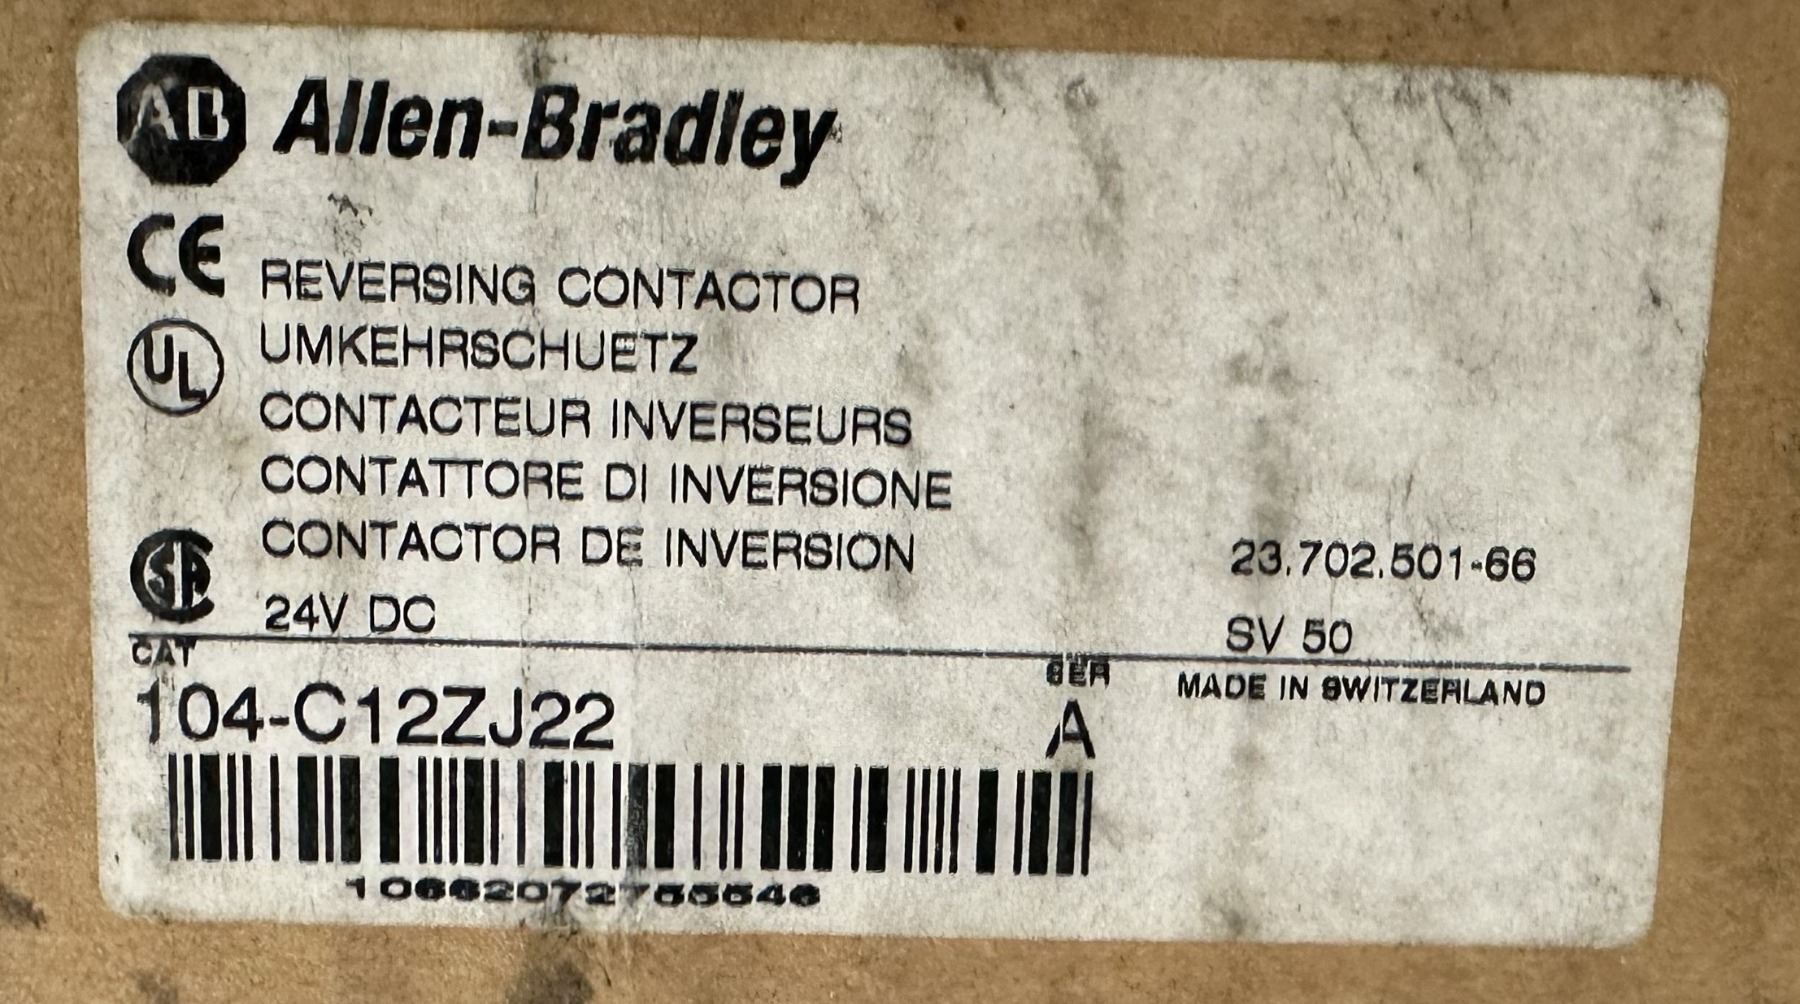 AB Allen-Bradley
CE
REVERSING CONTACTOR
UL
UMKEHRSCHUETZ
CONTACTEUR INVERSEURS
CONTATTORE DI INVERSIONE
CSA
CONTACTOR DE INVERSION
23.702.501-66
24V DC
SV 50
CAT
SER
MADE IN SWITZERLAND
104-C12ZJ22
A